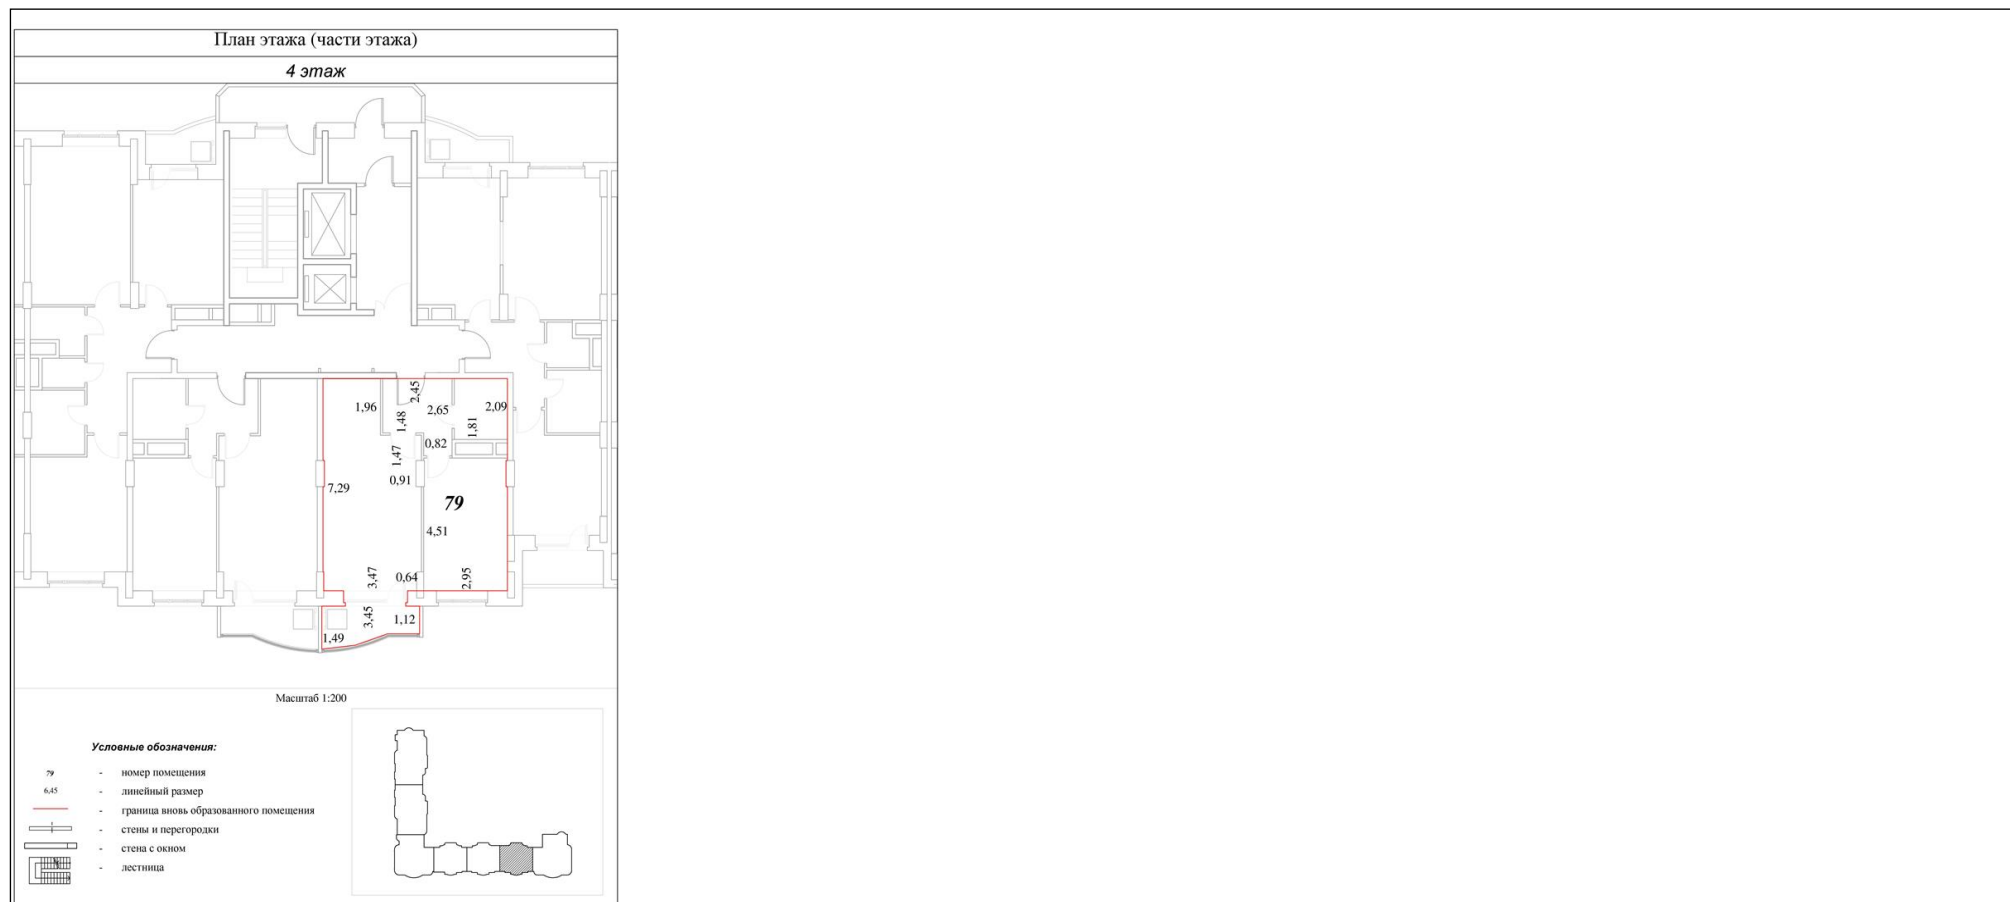 План этажа (части этажа)
4 этаж
2,45
1,96
2,65
2,09
1,48
1,81
0,82
1,47
0,91
7,29
79
4,51
3,47
0,64
2,95
3,45
1,12
1,49
Масштаб 1:200
Условные обозначения:
79 - номер помещения
6,45 - линейный размер
- граница вновь образованного помещения
- стены и перегородки
- стена с окном
- лестница